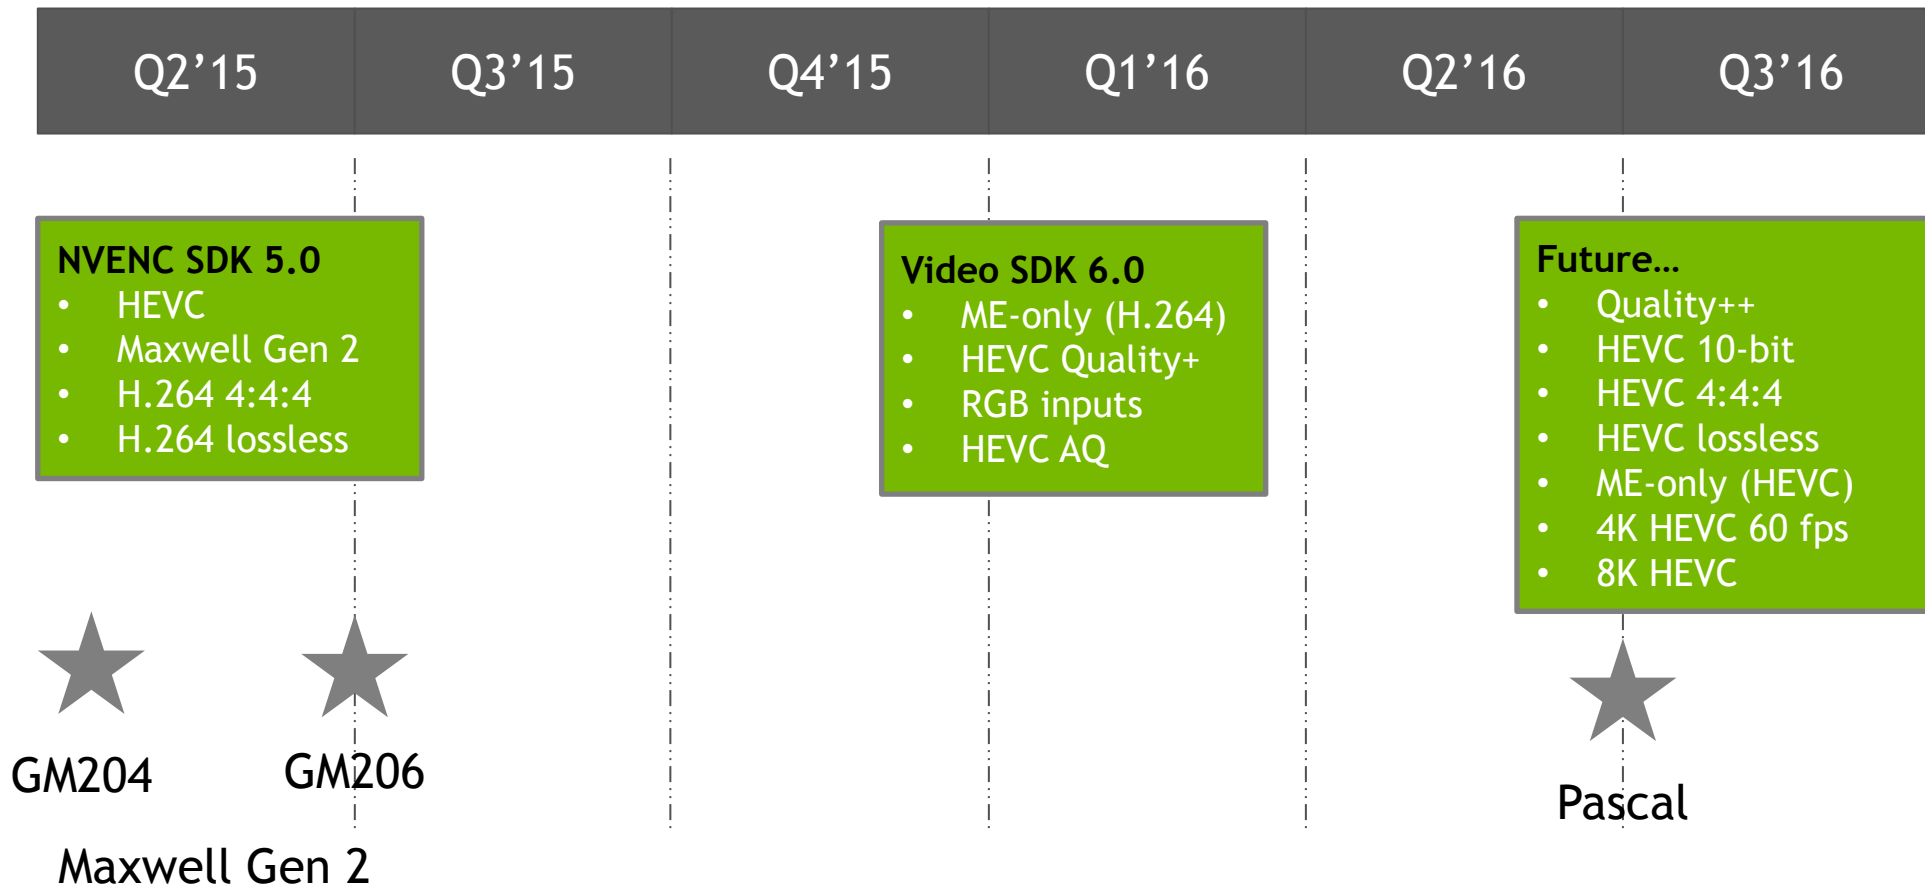 Q2’15 Q3’15 Q4’15 Q1’16 Q2’16 Q3’16
NVENC SDK 5.0
• HEVC
• Maxwell Gen 2
• H.264 4:4:4
• H.264 lossless
Video SDK 6.0
• ME-only (H.264)
• HEVC Quality+
• RGB inputs
• HEVC AQ
Future…
• Quality++
• HEVC 10-bit
• HEVC 4:4:4
• HEVC lossless
• ME-only (HEVC)
• 4K HEVC 60 fps
• 8K HEVC
GM204
GM206
Pascal
Maxwell Gen 2